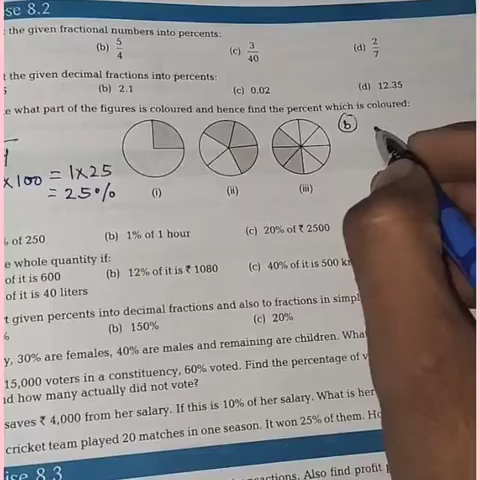 se 8.2
the given fractional numbers into percents:
(b) 5/4 (c) 3/40 (d) 2/7
t the given decimal fractions into percents:
5 (b) 2.1 (c) 0.02 (d) 12.35
e what part of the figures is coloured and hence find the percent which is coloured:
(b)
× 100 = 1 × 25
= 25%
(i) (ii) (iii)
% of 250 (b) 1% of 1 hour (c) 20% of ₹ 2500
e whole quantity if:
of it is 600 (b) 12% of it is ₹ 1080 (c) 40% of it is 500 k
of it is 40 liters
t given percents into decimal fractions and also to fractions in simpl
% (b) 150% (c) 20%
y, 30% are females, 40% are males and remaining are children. Wha
15,000 voters in a constituency, 60% voted. Find the percentage of v
d how many actually did not vote?
saves ₹ 4,000 from her salary. If this is 10% of her salary. What is her
cricket team played 20 matches in one season. It won 25% of them. Ho
ise 8.3
actions. Also find profit